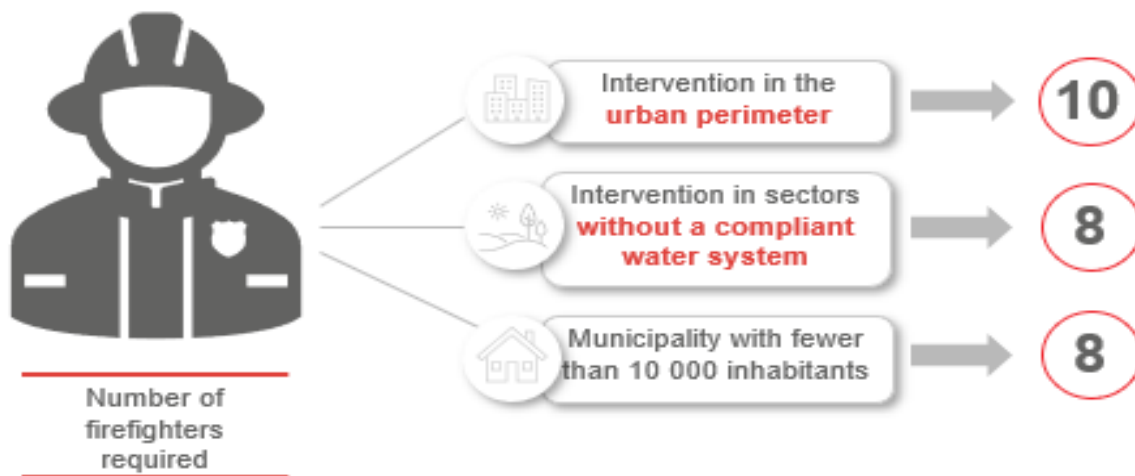 Intervention in the
urban perimeter
10
Intervention in sectors
without a compliant
water system
8
Municipality with fewer
than 10 000 inhabitants
8
Number of
firefighters
required